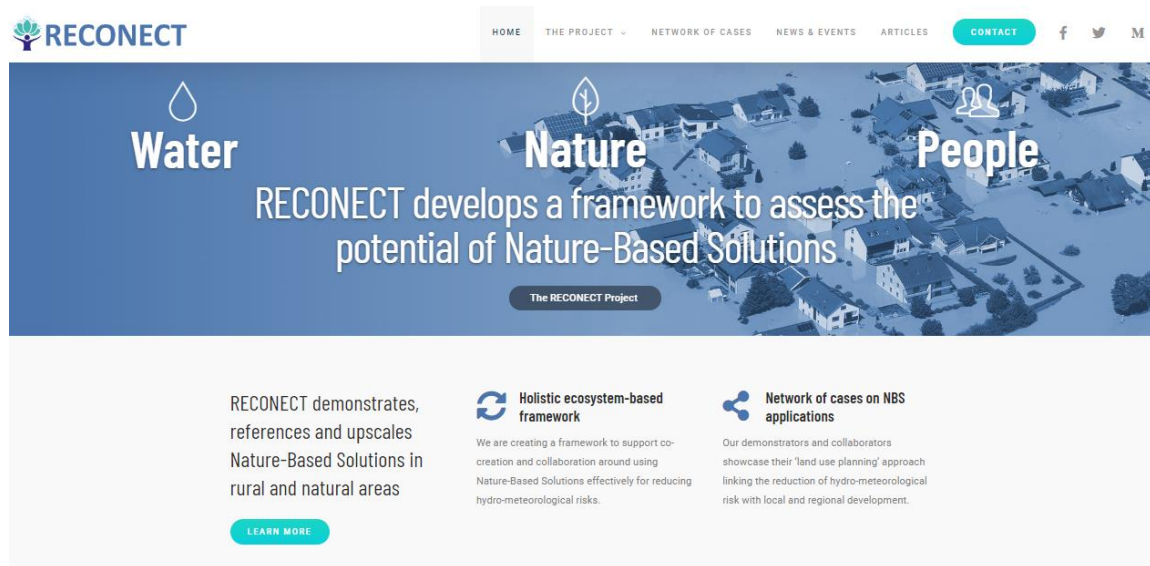 RECONECT
HOME THE PROJECT NETWORK OF CASES NEWS & EVENTS ARTICLES CONTACT f M
Water Nature People
RECONECT develops a framework to assess the
potential of Nature-Based Solutions
The RECONECT Project
RECONECT demonstrates,
references and upscales
Nature-Based Solutions in
rural and natural areas
LEARN MORE
Holistic ecosystem-based
framework
We are creating a framework to support co-
creation and collaboration around using
Nature-Based Solutions effectively for reducing
hydro-meteorological risks.
Network of cases on NBS
applications
Our demonstrators and collaborators
showcase their 'land use planning' approach
linking the reduction of hydro-meteorological
risk with local and regional development.